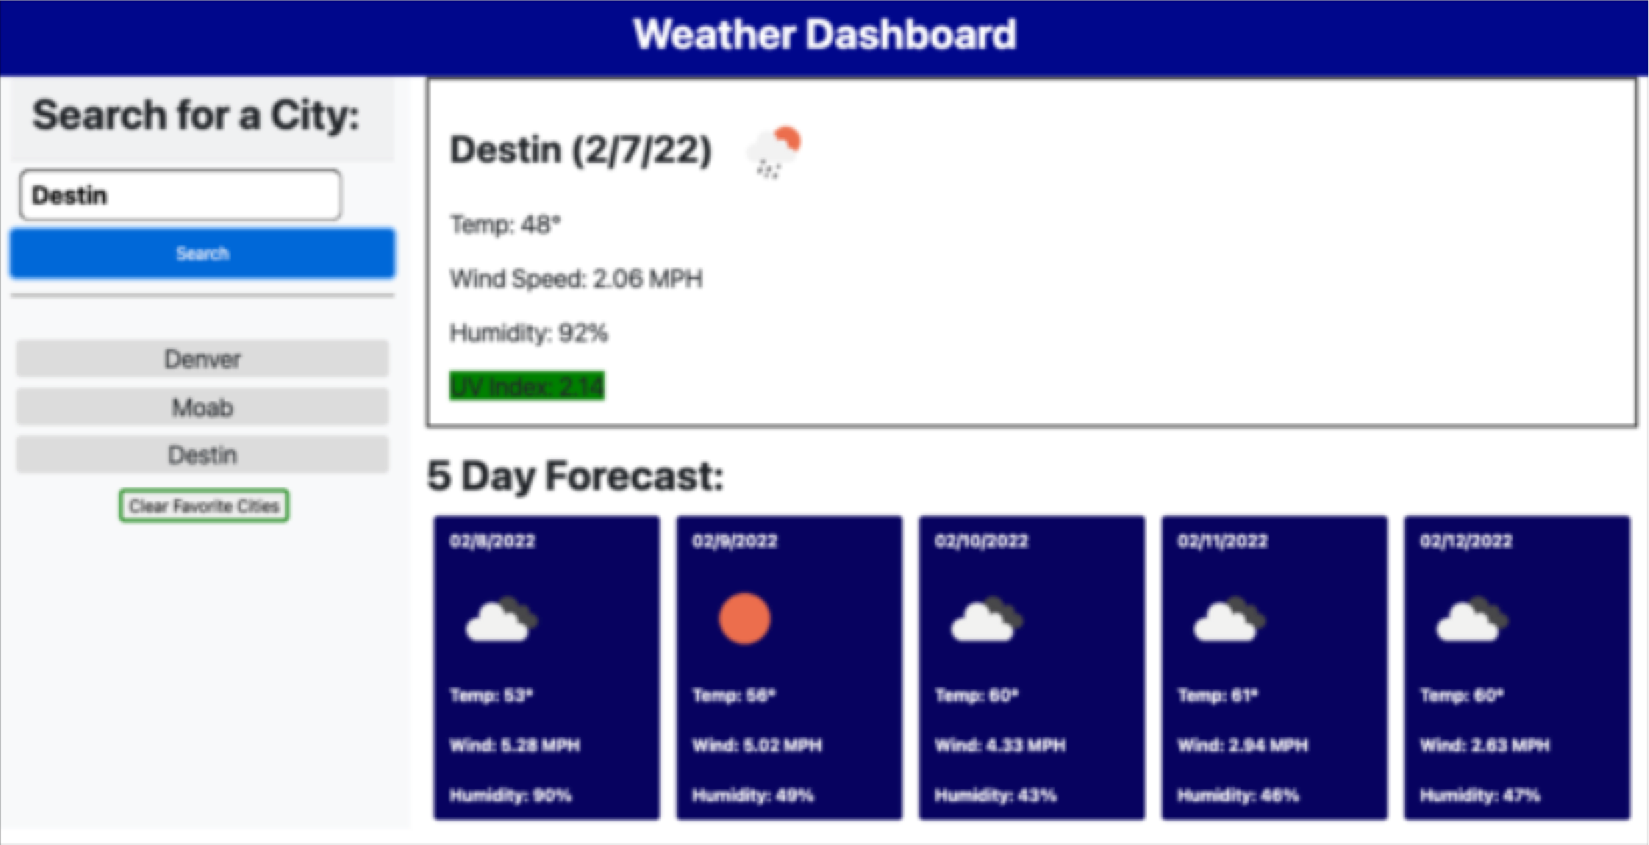 Weather Dashboard
Search for a City:
Destin
Search
Denver
Moab
Destin
Clear Favorite Cities
Destin (2/7/22)
Temp: 48°
Wind Speed: 2.06 MPH
Humidity: 92%
UV Index: 2.14
5 Day Forecast:
02/8/2022
Temp: 53°
Wind: 5.28 MPH
Humidity: 90%
02/9/2022
Temp: 56°
Wind: 5.02 MPH
Humidity: 49%
02/10/2022
Temp: 60°
Wind: 4.33 MPH
Humidity: 43%
02/11/2022
Temp: 61°
Wind: 2.94 MPH
Humidity: 46%
02/12/2022
Temp: 60°
Wind: 2.63 MPH
Humidity: 47%